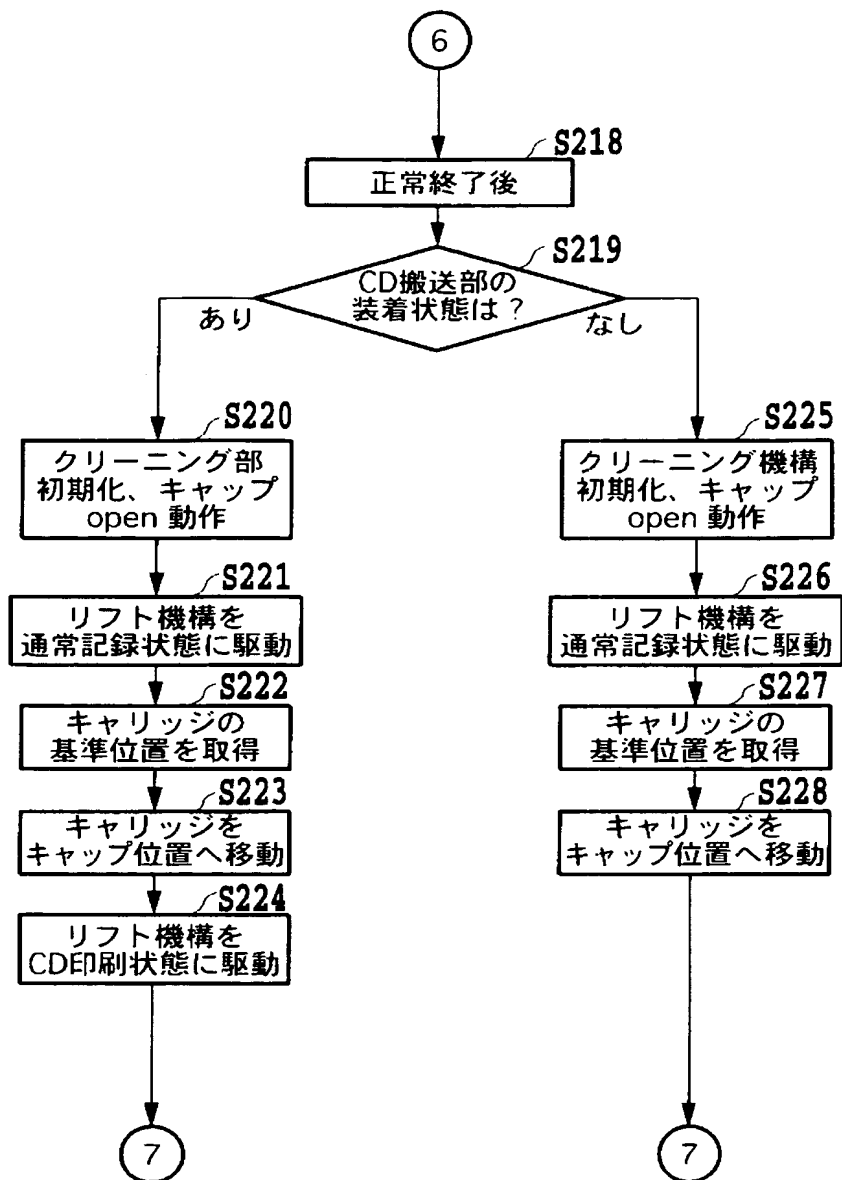 6
S218
正常終了後
S219
CD搬送部の
装着状態は?
あり
なし
S220
クリーニング部
初期化、キャップ
open 動作
S221
リフト機構を
通常記録状態に駆動
S222
キャリッジの
基準位置を取得
S223
キャリッジを
キャップ位置へ移動
S224
リフト機構を
CD印刷状態に駆動
7
S225
クリーニング機構
初期化、キャップ
open 動作
S226
リフト機構を
通常記録状態に駆動
S227
キャリッジの
基準位置を取得
S228
キャリッジを
キャップ位置へ移動
7